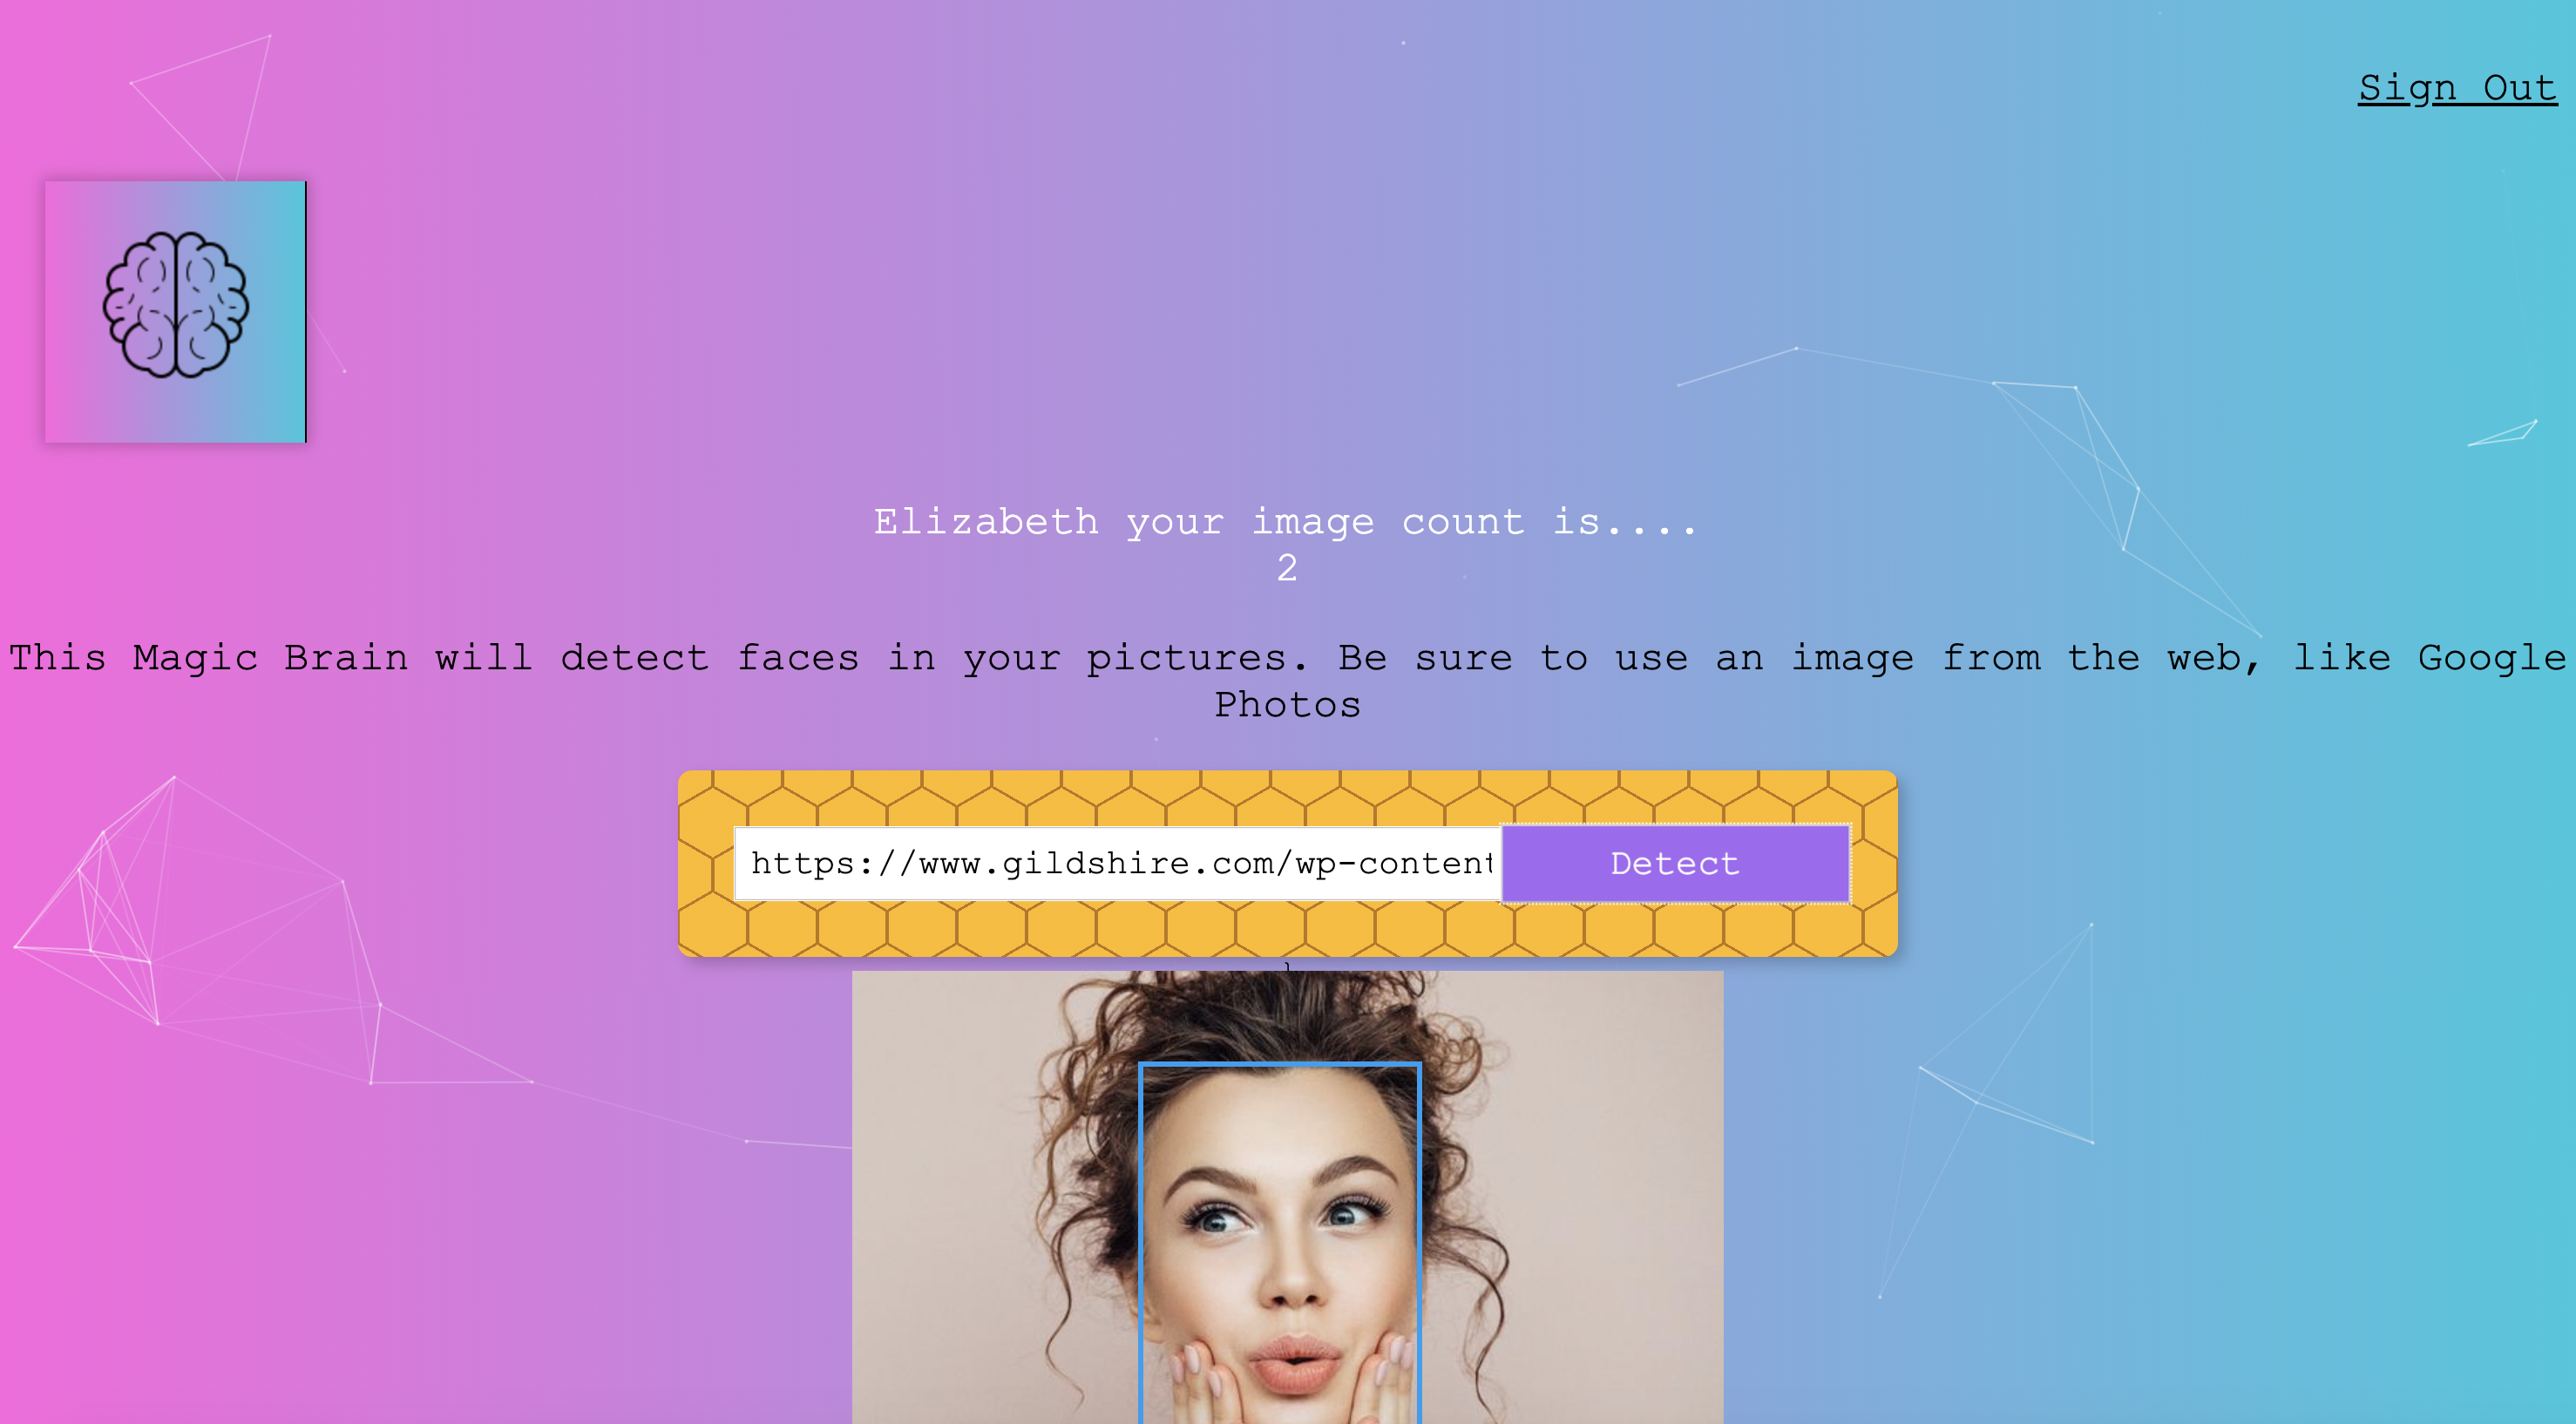 Sign Out
Elizabeth your image count is....
2
This Magic Brain will detect faces in your pictures. Be sure to use an image from the web, like Google
Photos
https://www.gildshire.com/wp-content
Detect